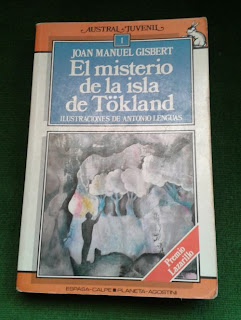 AUSTRAL JUVENIL
1
JOAN MANUEL GISBERT
El misterio
de la isla
de Tökland
ILUSTRACIONES DE ANTONIO LENGUAS
Premio
Lazarillo
ESPASA-CALPE PLANETA-AGOSTINI